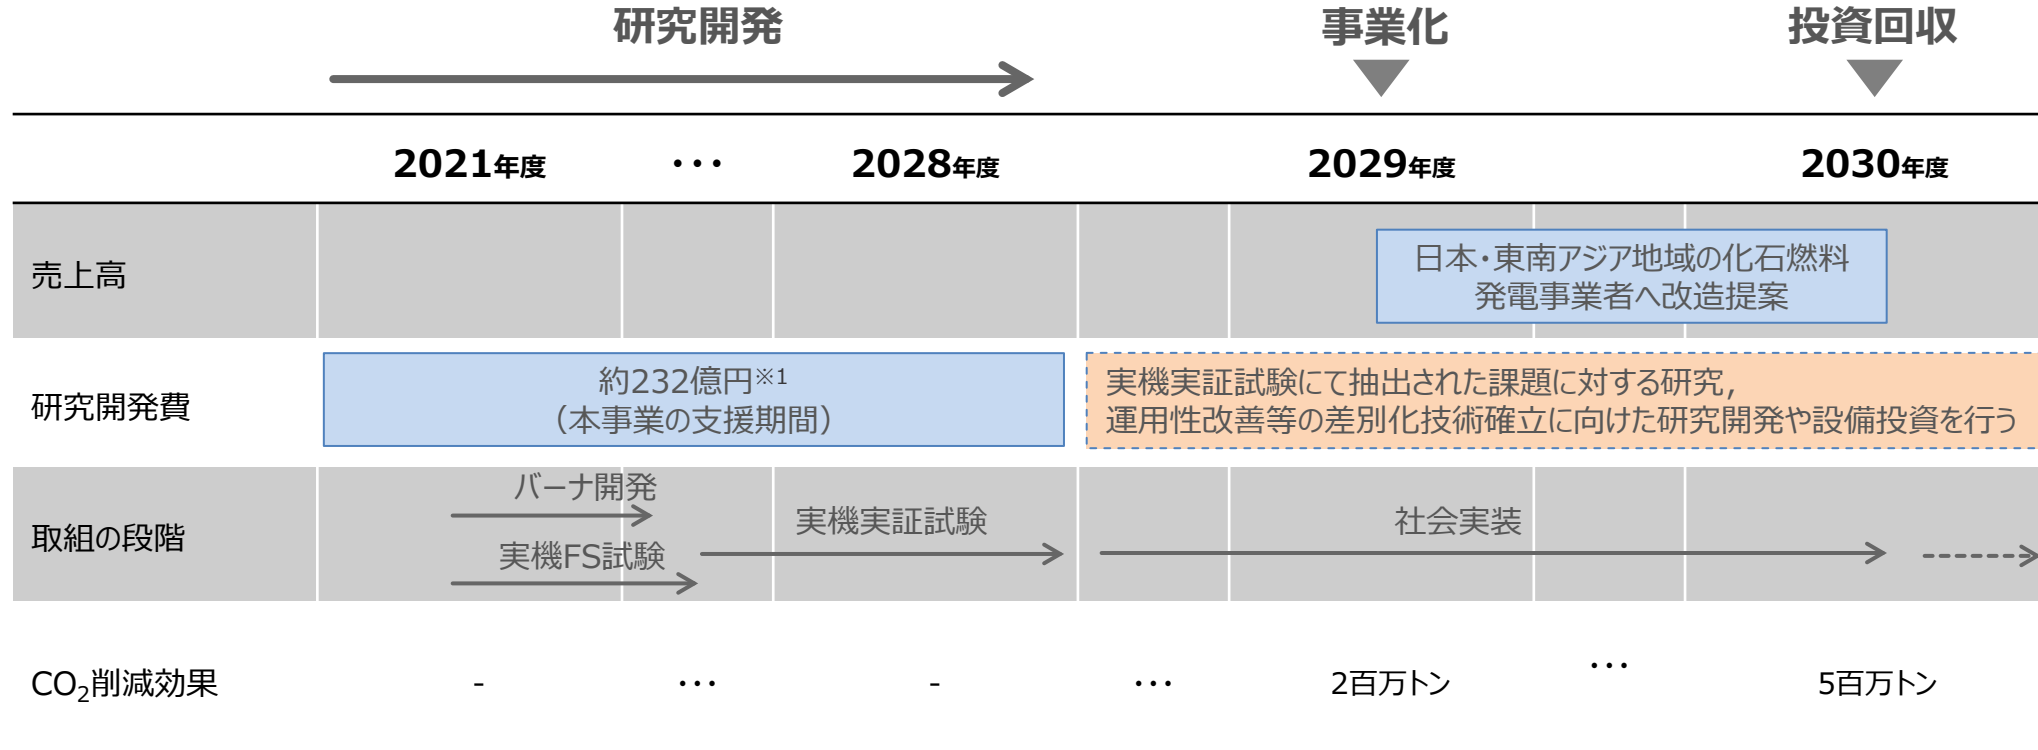 研究開発 事業化 投資回収
2021年度 ・・・ 2028年度 2029年度 2030年度
売上高
日本・東南アジア地域の化石燃料
発電事業者へ改造提案
研究開発費
約232億円※1
（本事業の支援期間）
実機実証試験にて抽出された課題に対する研究，
運用性改善等の差別化技術確立に向けた研究開発や設備投資を行う
取組の段階
バーナ開発
実機FS試験
実機実証試験
社会実装
CO2削減効果 - ・・・ - ・・・ 2百万トン ・・・ 5百万トン